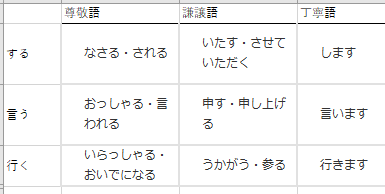 尊敬語 謙譲語 丁寧語
する なさる・される いたす・させて します
いただく
言う おっしゃる・言 申す・申し上げ 言います
われる る
行く いらっしゃる・ うかがう・参る 行きます
おいでになる